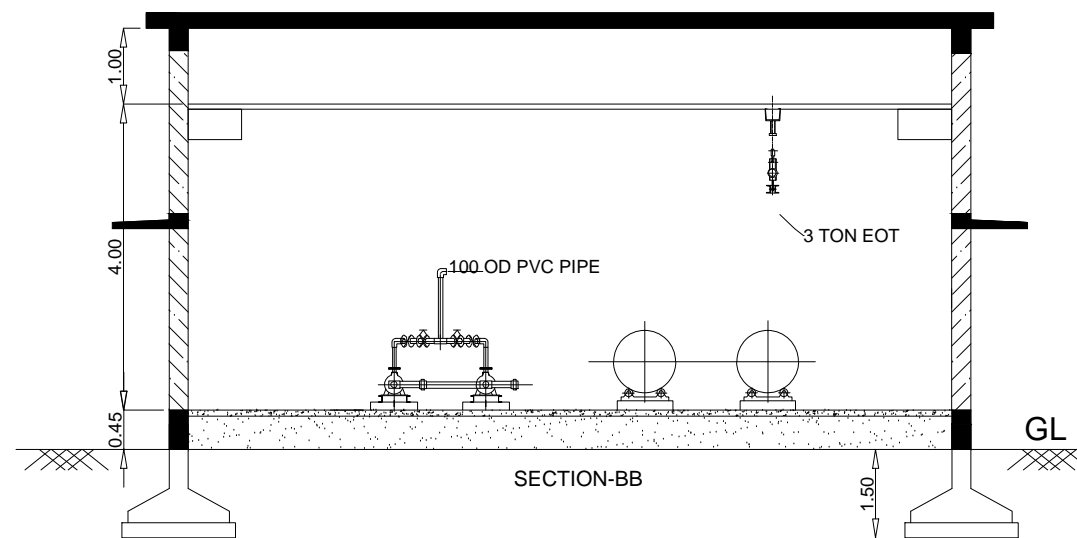 1.00
3 TON EOT
4.00
100 OD PVC PIPE
0.45
GL
SECTION-BB
1.50